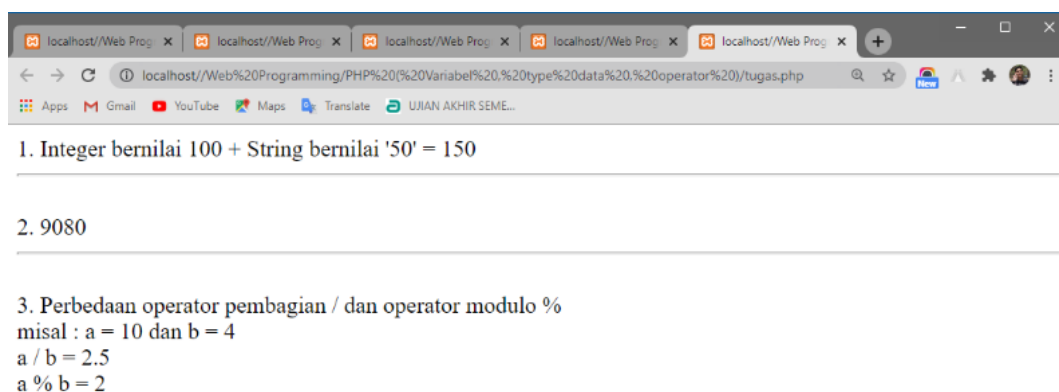 localhost//Web Prog
localhost//Web Prog
localhost//Web Prog
localhost//Web Prog
localhost//Web Prog
localhost//Web%20Programming/PHP%20(%20Variabel%20,%20type%20data%20,%20operator%20)/tugas.php
New
Apps Gmail YouTube Maps Translate UJIAN AKHIR SEME...
1. Integer bernilai 100 + String bernilai '50' = 150
2. 9080
3. Perbedaan operator pembagian / dan operator modulo %
misal : a = 10 dan b = 4
a / b = 2.5
a % b = 2